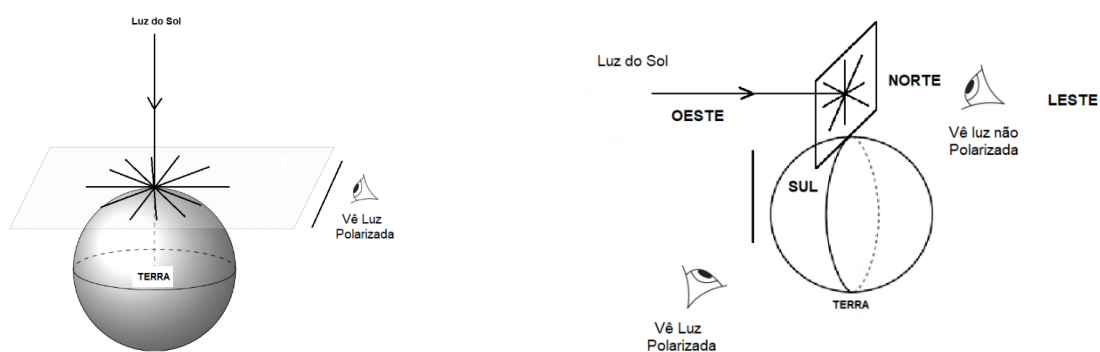 Luz do Sol
Vê Luz
Polarizada
TERRA
Luz do Sol
OESTE
NORTE
LESTE
Vê luz não
Polarizada
SUL
TERRA
Vê Luz
Polarizada